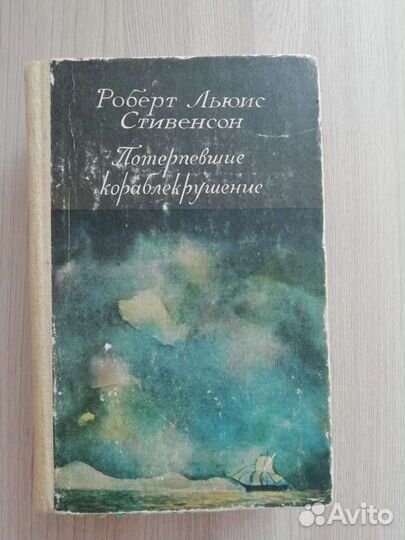 Роберт Льюис
Стивенсон
Потерпевшие
кораблекрушение
Avito